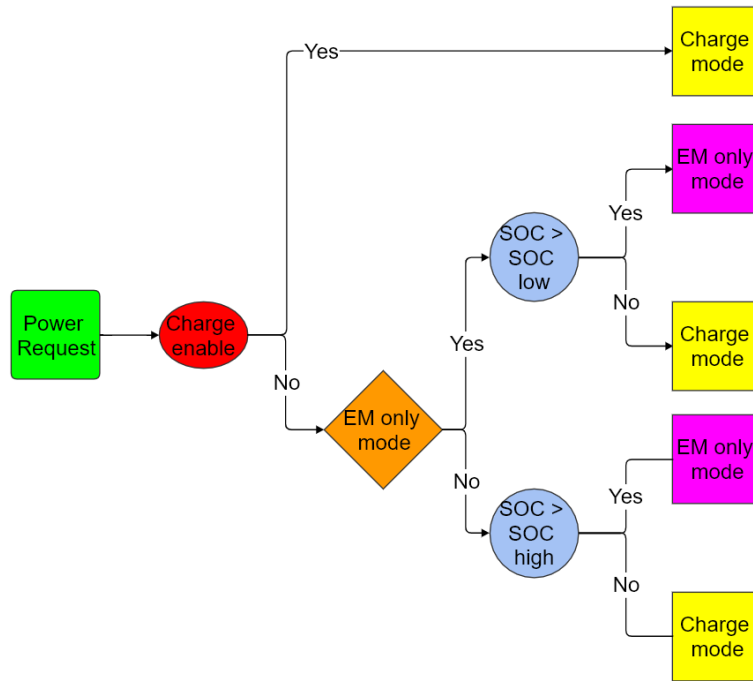 Charge
mode
Yes
EM only
mode
SOC >
SOC
low
Yes
No
Power
Request
Charge
enable
Yes
Charge
mode
No
EM only
mode
EM only
mode
No
SOC >
SOC
high
Yes
No
Charge
mode